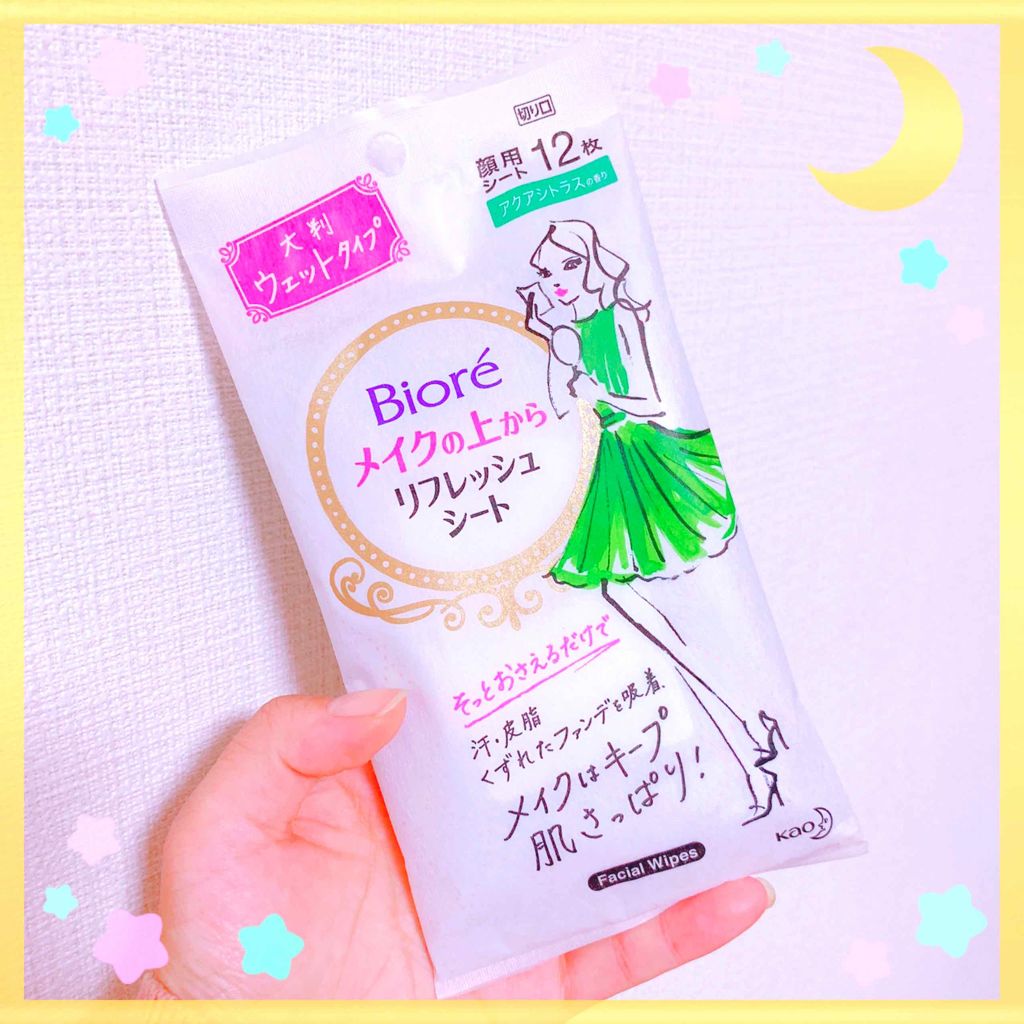 切り口
顔用
シート
12枚
アクアシトラスの香り
大判
ウェットタイプ
Bioré
メイクの上から
リフレッシュ
シート
そっとおさえるだけで
汗・皮脂
くずれたファンデを吸着、
メイクはキープ
肌さっぱり!
Facial Wipes
Kao